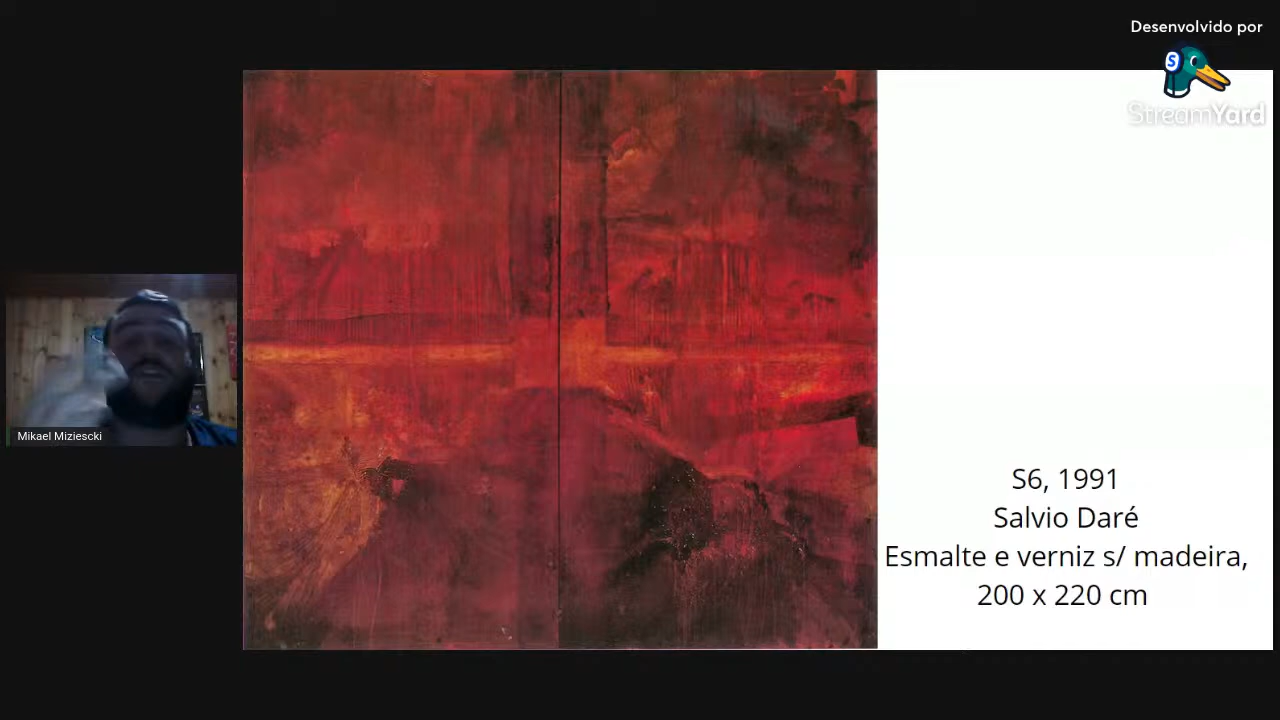 Desenvolvido por
S
StreamYard
Mikael Miziescki
S6, 1991
Salvio Daré
Esmalte e verniz s/ madeira,
200 x 220 cm